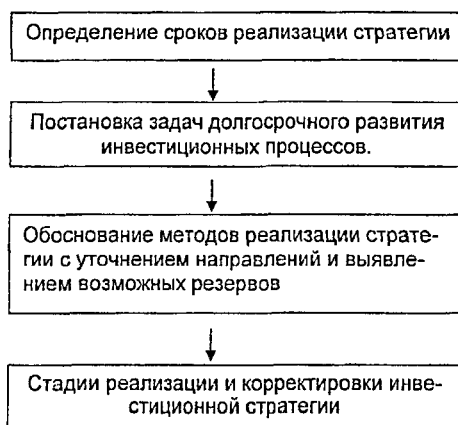 Определение сроков реализации стратегии
Постановка задач долгосрочного развития
инвестиционных процессов.
Обоснование методов реализации страте-
гии с уточнением направлений и выявле-
нием возможных резервов
Стадии реализации и корректировки инве-
стиционной стратегии